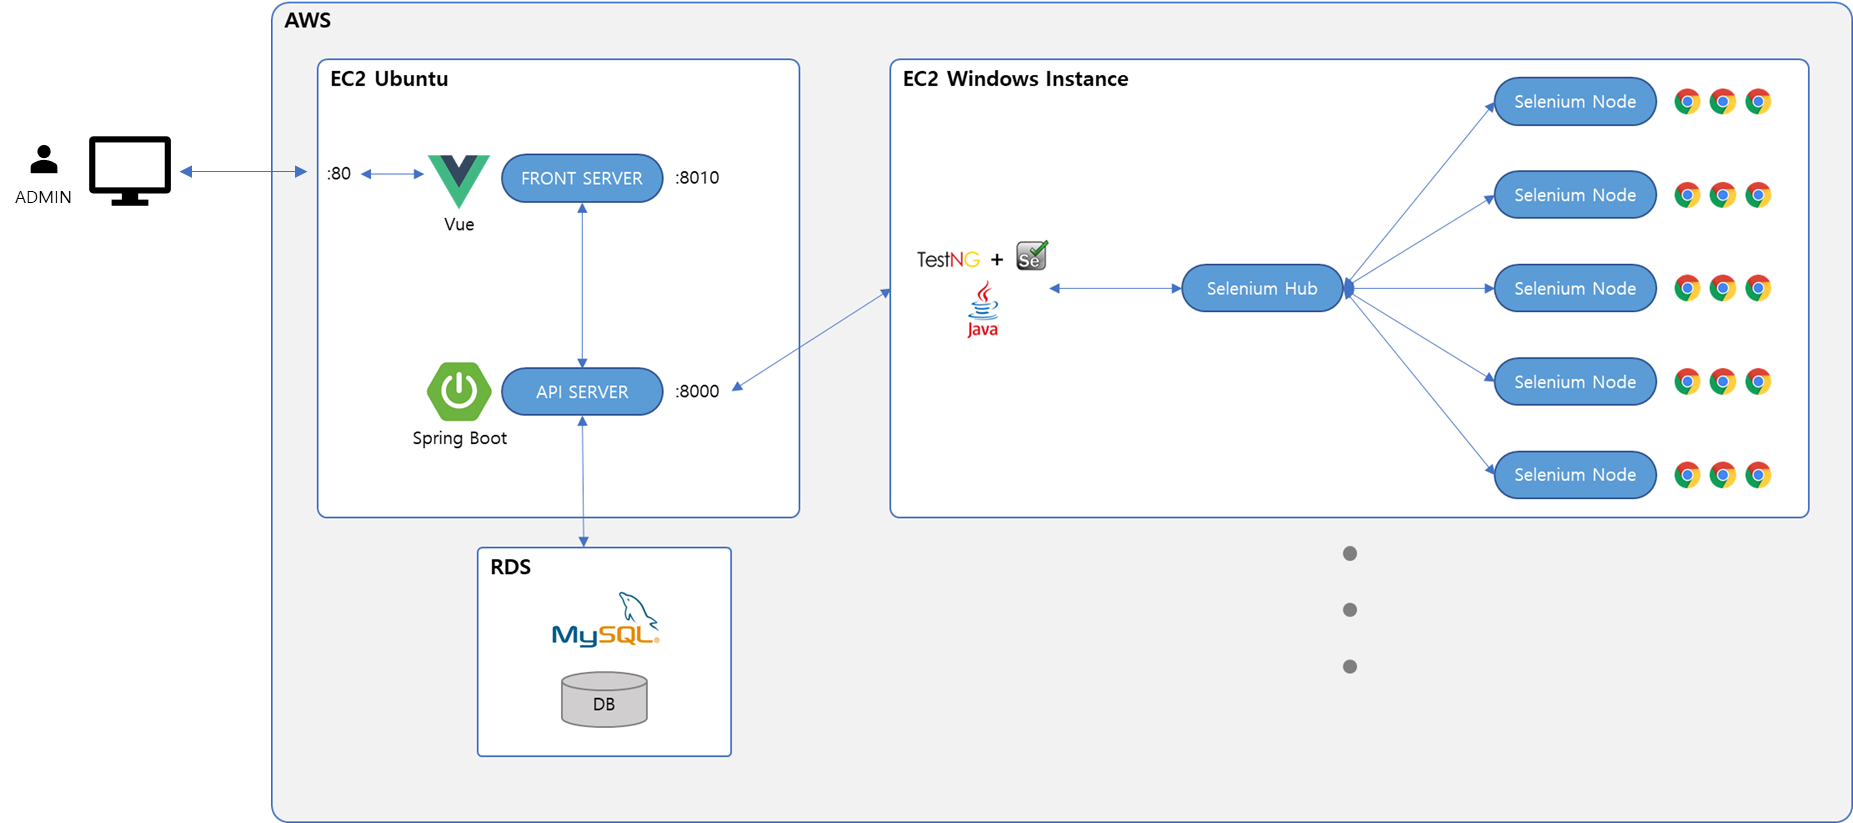 AWS
EC2 Ubuntu
EC2 Windows Instance
ADMIN
:80
Vue
FRONT SERVER
:8010
Spring Boot
API SERVER
:8000
RDS
MySQL
DB
TestNG +
Se
Java
Selenium Hub
Selenium Node
Selenium Node
Selenium Node
Selenium Node
Selenium Node